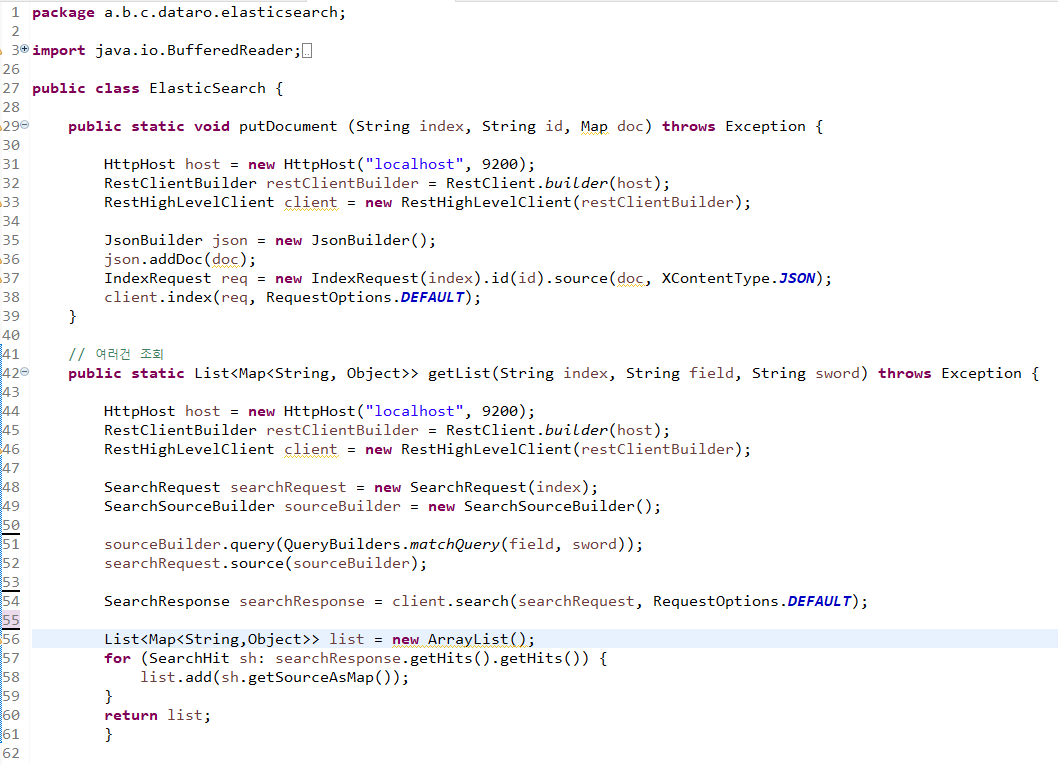 1 package a.b.c.dataro.elasticsearch;
2
3 import java.io.BufferedReader;
26
27 public class ElasticSearch {
28
29     public static void putDocument (String index, String id, Map doc) throws Exception {
30
31         HttpHost host = new HttpHost("localhost", 9200);
32         RestClientBuilder restClientBuilder = RestClient.builder(host);
33         RestHighLevelClient client = new RestHighLevelClient(restClientBuilder);
34
35         JsonBuilder json = new JsonBuilder();
36         json.addDoc(doc);
37         IndexRequest req = new IndexRequest(index).id(id).source(doc, XContentType.JSON);
38         client.index(req, RequestOptions.DEFAULT);
39     }
40
41     // 여러건 조회
42     public static List<Map<String, Object>> getList(String index, String field, String sword) throws Exception {
43
44         HttpHost host = new HttpHost("localhost", 9200);
45         RestClientBuilder restClientBuilder = RestClient.builder(host);
46         RestHighLevelClient client = new RestHighLevelClient(restClientBuilder);
47
48         SearchRequest searchRequest = new SearchRequest(index);
49         SearchSourceBuilder sourceBuilder = new SearchSourceBuilder();
50
51         sourceBuilder.query(QueryBuilders.matchQuery(field, sword));
52         searchRequest.source(sourceBuilder);
53
54         SearchResponse searchResponse = client.search(searchRequest, RequestOptions.DEFAULT);
55
56         List<Map<String,Object>> list = new ArrayList();
57         for (SearchHit sh: searchResponse.getHits().getHits()) {
58             list.add(sh.getSourceAsMap());
59         }
60         return list;
61         }
62